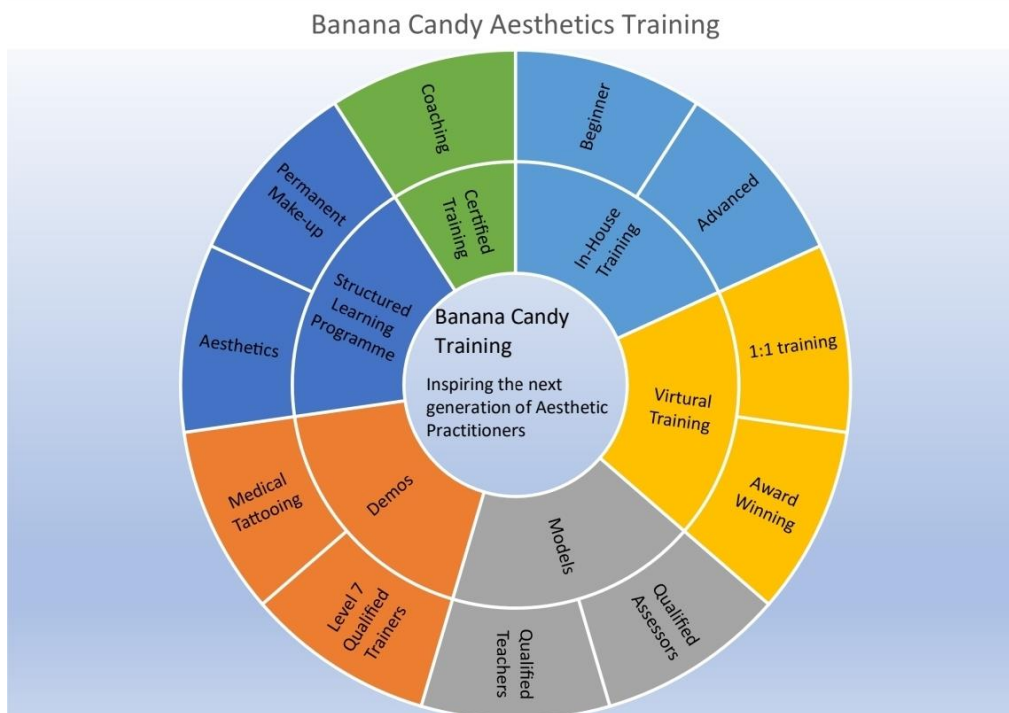 Banana Candy Aesthetics Training
Coaching
Beginner
Advanced
Permanent
Make-up
Certified
Training
In-House
Training
Structured
Learning
Programme
Aesthetics
Banana Candy
Training
Inspiring the next
generation of Aesthetic
Practitioners
1:1 training
Virtural
Training
Award
Winning
Medical
Tattooing
Demos
Models
Level 7
Qualified
Trainers
Qualified
Teachers
Qualified
Assessors